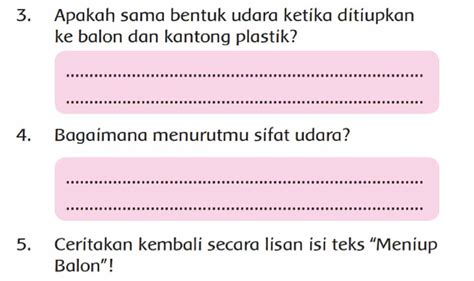 3. Apakah sama bentuk udara ketika ditiupkan
ke balon dan kantong plastik?
..........................................................................
..........................................................................
4. Bagaimana menurutmu sifat udara?
..........................................................................
..........................................................................
5. Ceritakan kembali secara lisan isi teks “Meniup
Balon”!